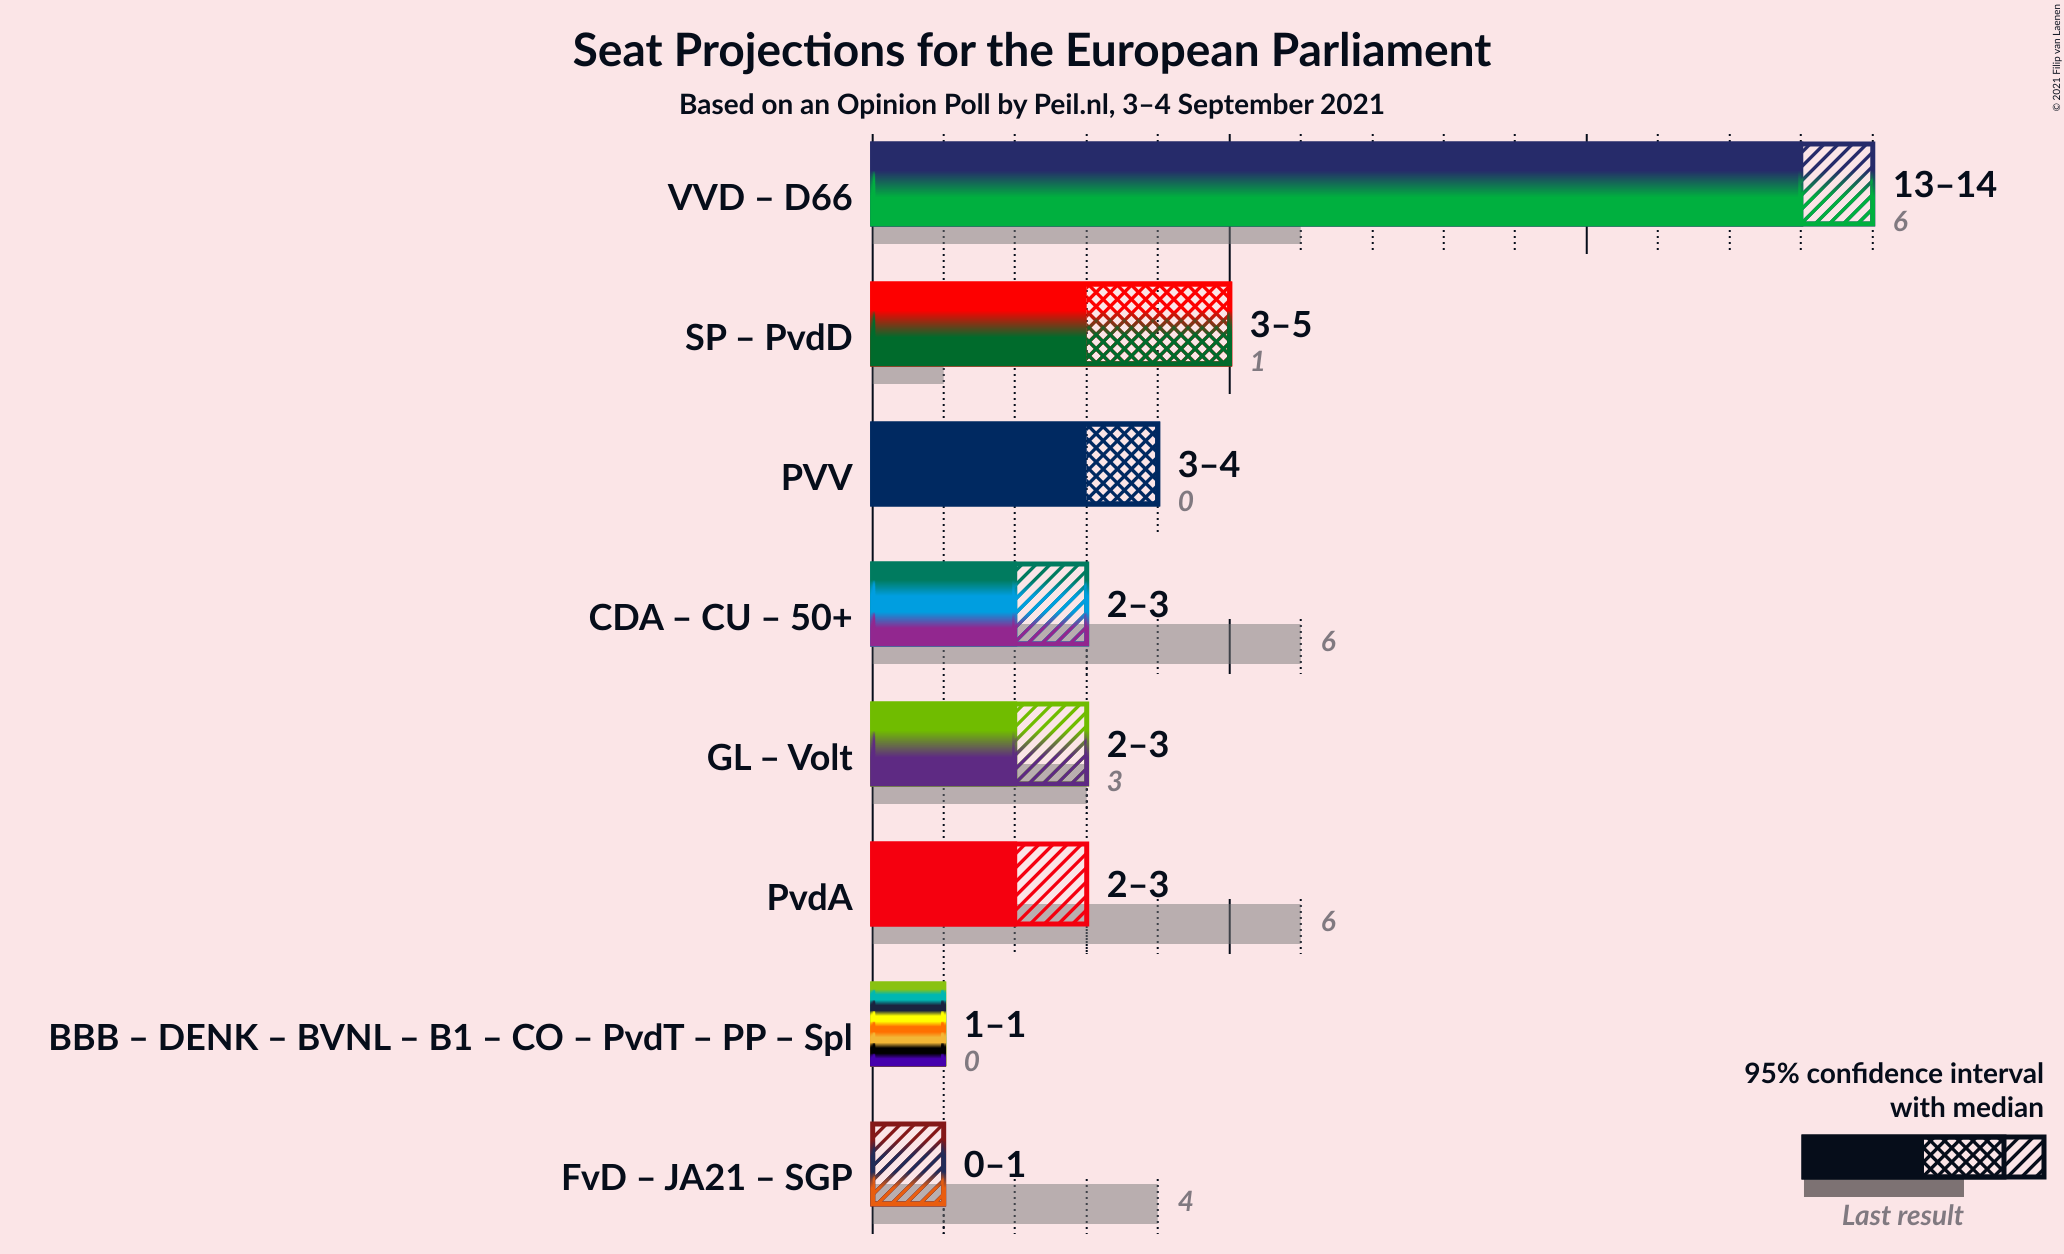 Seat Projections for the European Parliament
Based on an Opinion Poll by Peil.nl, 3–4 September 2021
© 2021 Filip van Laenen
VVD – D66
13–14
6
SP – PvdD
3–5
1
PVV
3–4
0
CDA – CU – 50+
2–3
6
GL – Volt
2–3
3
PvdA
2–3
6
BBB – DENK – BVNL – B1 – CO – PvdT – PP – Spl
1–1
0
FvD – JA21 – SGP
0–1
4
95% confidence interval
with median
Last result